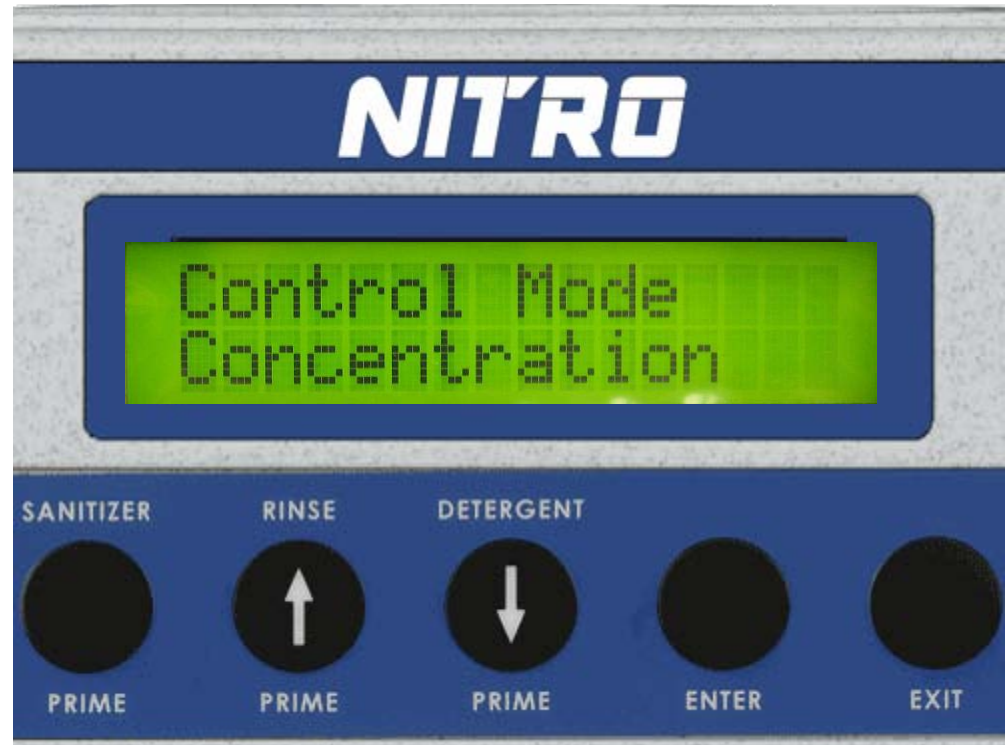 NITRO
Control Mode
Concentration
SANITIZER RINSE DETERGENT
PRIME PRIME PRIME ENTER EXIT